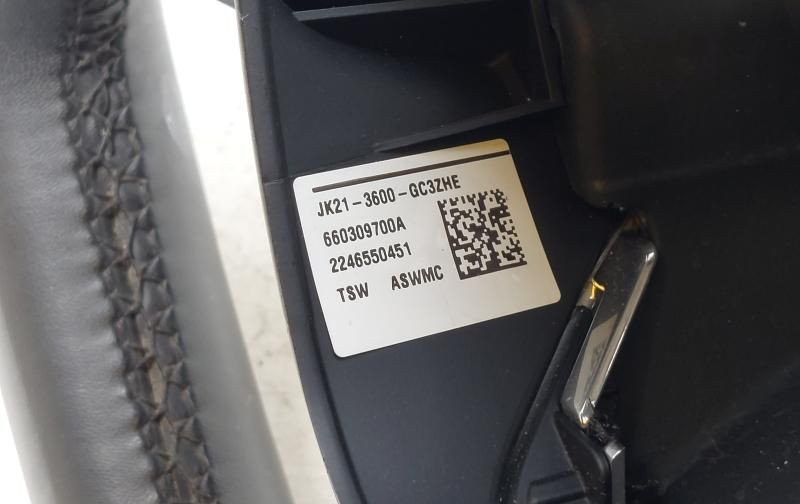 JK21-3600-GC3ZHE
660309700A
2246550451
TSW ASWMC